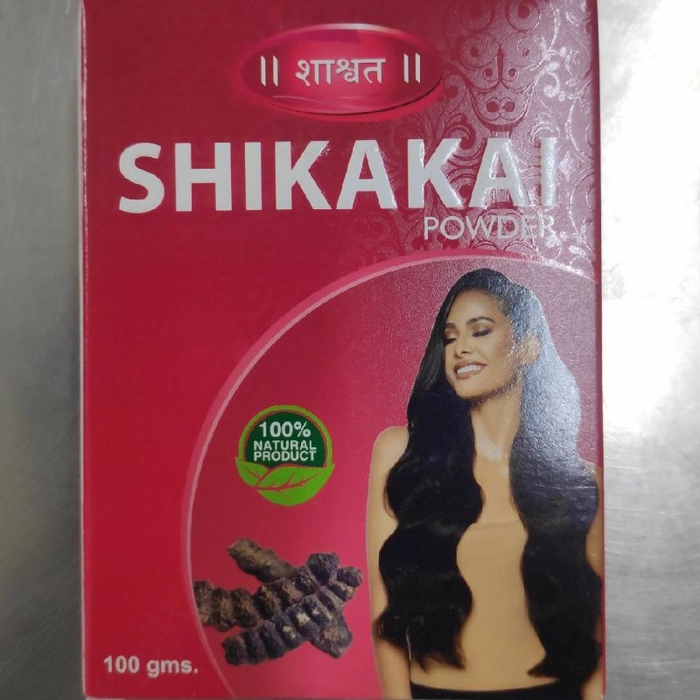 || शाश्वत ||
SHIKAKAI
POWDER
100%
NATURAL
PRODUCT
100 gms.